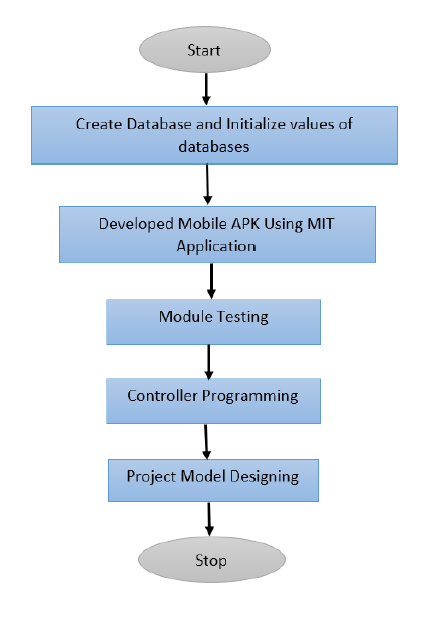 Start
Create Database and Initialize values of
databases
Developed Mobile APK Using MIT
Application
Module Testing
Controller Programming
Project Model Designing
Stop